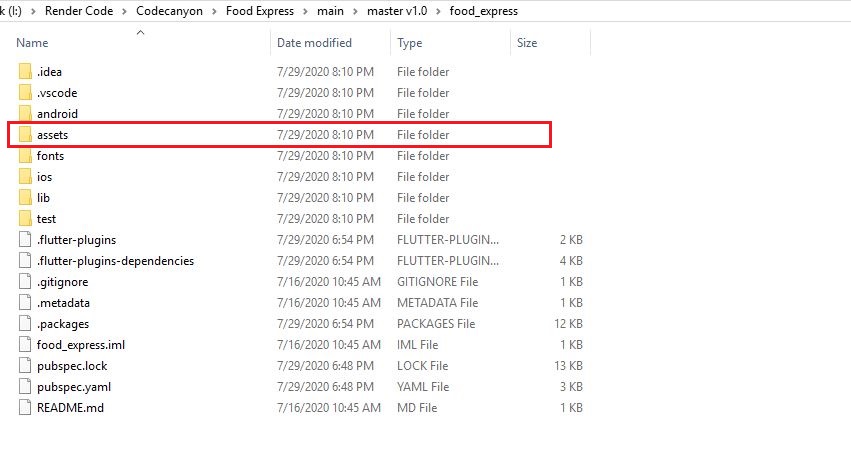 k (I:) > Render Code > Codecanyon > Food Express > main > master v1.0 > food_express
Name Date modified Type Size
.idea 7/29/2020 8:10 PM File folder
.vscode 7/29/2020 8:10 PM File folder
android 7/29/2020 8:10 PM File folder
assets 7/29/2020 8:10 PM File folder
fonts 7/29/2020 8:10 PM File folder
ios 7/29/2020 8:10 PM File folder
lib 7/29/2020 8:10 PM File folder
test 7/29/2020 8:10 PM File folder
.flutter-plugins 7/29/2020 6:54 PM FLUTTER-PLUGIN... 2 KB
.flutter-plugins-dependencies 7/29/2020 6:54 PM FLUTTER-PLUGIN... 4 KB
.gitignore 7/16/2020 10:45 AM GITIGNORE File 1 KB
.metadata 7/16/2020 10:45 AM METADATA File 1 KB
.packages 7/29/2020 6:54 PM PACKAGES File 12 KB
food_express.iml 7/16/2020 10:45 AM IML File 1 KB
pubspec.lock 7/29/2020 6:48 PM LOCK File 13 KB
pubspec.yaml 7/29/2020 6:48 PM YAML File 3 KB
README.md 7/16/2020 10:45 AM MD File 1 KB